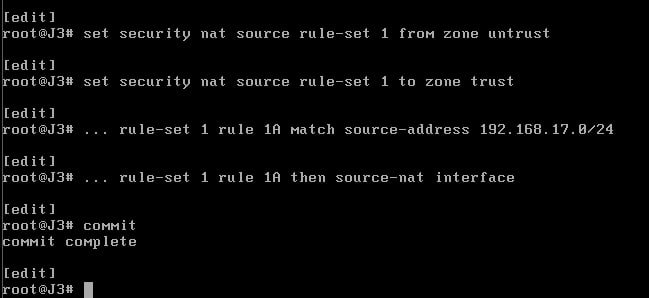 [edit]
root@J3# set security nat source rule-set 1 from zone untrust
[edit]
root@J3# set security nat source rule-set 1 to zone trust
[edit]
root@J3# ... rule-set 1 rule 1A match source-address 192.168.17.0/24
[edit]
root@J3# ... rule-set 1 rule 1A then source-nat interface
[edit]
root@J3# commit
commit complete
[edit]
root@J3#